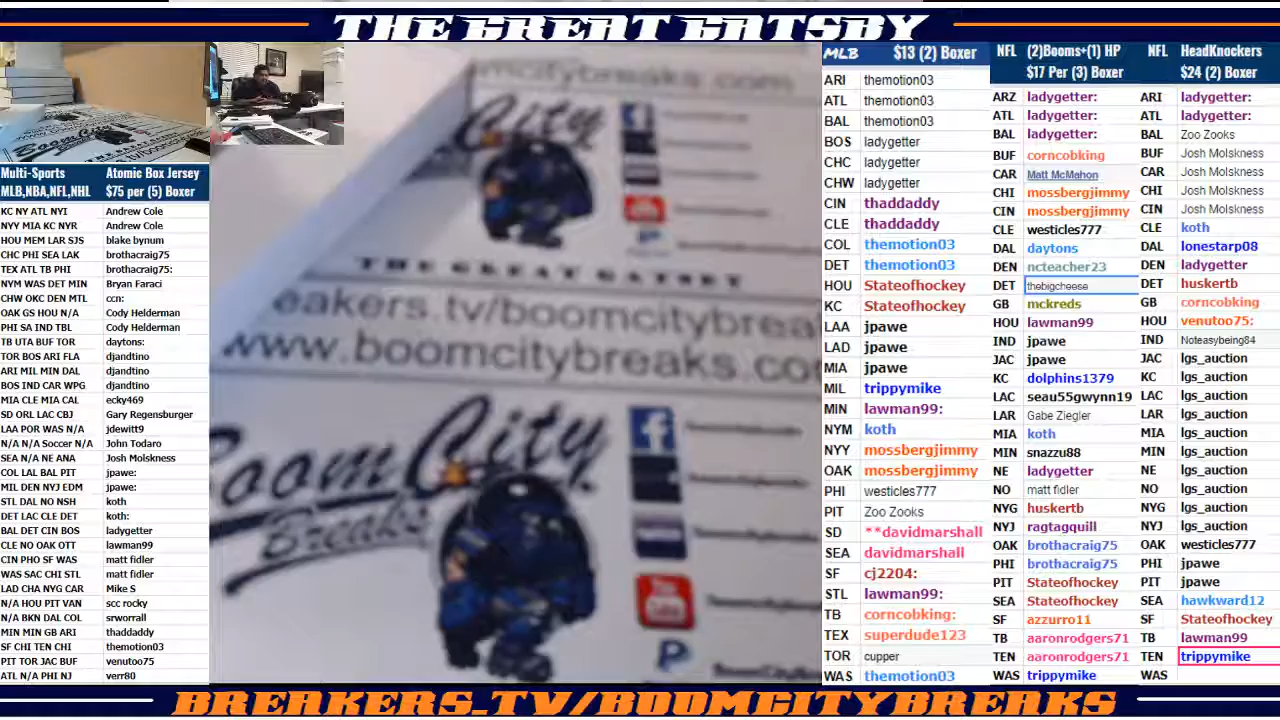 THE GREAT GATSBY
Multi-Sports Atomic Box Jersey
MLB,NBA,NFL,NHL $75 per (5) Boxer
KC NY ATL NYI Andrew Cole
NYY MIA KC NYR Andrew Cole
HOU MEM LAR SJS blake bynum
CHC PHI SEA LAK brothacraig75
TEX ATL TB PHI brothacraig75:
NYM WAS DET MIN Bryan Faraci
CHW OKC DEN MTL ccn:
OAK GS HOU N/A Cody Helderman
PHI SA IND TBL Cody Helderman
TB UTA BUF TOR daytons:
TOR BOS ARI FLA djandtino
ARI MIL MIN DAL djandtino
BOS IND CAR WPG djandtino
MIA CLE MIA CAL ecky469
SD ORL LAC CBJ Gary Regensburger
LAA POR WAS N/A jdewitt9
N/A N/A Soccer N/A John Todaro
SEA N/A NE ANA Josh Molskness
COL LAL BAL PIT jpawe:
MIL DEN NYJ EDM jpawe:
STL DAL NO NSH koth
DET LAC CLE DET koth:
BAL DET CIN BOS ladygetter
CLE NO OAK OTT lawman99
CIN PHO SF WAS matt fidler
WAS SAC CHI STL matt fidler
LAD CHA NYG CAR Mike S
N/A HOU PIT VAN scc rocky
N/A BKN DAL COL srworrall
MIN MIN GB ARI thaddaddy
SF CHI TEN CHI themotion03
PIT TOR JAC BUF venutoo75
ATL N/A PHI NJ verr80
City
THE GREAT GATSBY
eakers.tv/boomcitybrea
www.boomcitybreaks.co
Boom City
Breaks
You
Tube
P
MLB $13 (2) Boxer
ARI themotion03
ATL themotion03
BAL themotion03
BOS ladygetter
CHC ladygetter
CHW ladygetter
CIN thaddaddy
CLE thaddaddy
COL themotion03
DET themotion03
HOU Stateofhockey
KC Stateofhockey
LAA jpawe
LAD jpawe
MIA jpawe
MIL trippymike
MIN lawman99:
NYM koth
NYY mossbergjimmy
OAK mossbergjimmy
PHI westicles777
PIT Zoo Zooks
SD **davidmarshall
SEA davidmarshall
SF cj2204:
STL lawman99:
TB corncobking:
TEX superdude123
TOR cupper
WAS themotion03
NFL (2)Booms+(1) HP
$17 Per (3) Boxer
ARZ ladygetter:
ATL ladygetter:
BAL ladygetter:
BUF corncobking
CAR Matt McMahon
CHI mossbergjimmy
CIN mossbergjimmy
CLE westicles777
DAL daytons
DEN ncteacher23
DET thebigcheese
GB mckreds
HOU lawman99
IND jpawe
JAC jpawe
KC dolphins1379
LAC seau55gwynn19
LAR Gabe Ziegler
MIA koth
MIN snazzu88
NE ladygetter
NO matt fidler
NYG huskertb
NYJ ragtagquill
OAK brothacraig75
PHI brothacraig75
PIT Stateofhockey
SEA Stateofhockey
SF azzurro11
TB aaronrodgers71
TEN aaronrodgers71
WAS trippymike
NFL HeadKnockers
$24 (2) Boxer
ARI ladygetter:
ATL ladygetter:
BAL Zoo Zooks
BUF Josh Molskness
CAR Josh Molskness
CHI Josh Molskness
CIN Josh Molskness
CLE koth
DAL lonestarp08
DEN ladygetter
DET huskertb
GB corncobking
HOU venutoo75:
IND Noteasybeing84
JAC lgs_auction
KC lgs_auction
LAC lgs_auction
LAR lgs_auction
MIA lgs_auction
MIN lgs_auction
NE lgs_auction
NO lgs_auction
NYG lgs_auction
NYJ lgs_auction
OAK westicles777
PHI jpawe
PIT jpawe
SEA hawkward12
SF Stateofhockey
TB lawman99
TEN trippymike
WAS
BREAKERS.TV/BOOMCITYBREAKS